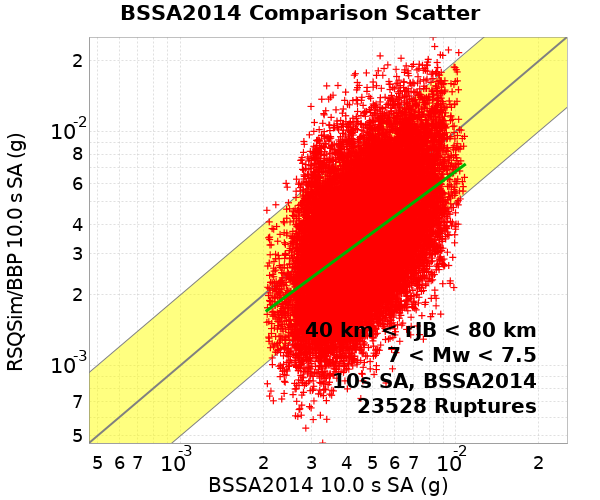 BSSA2014 Comparison Scatter
RSQSim/BBP 10.0 s SA (g)
2
10-2
8
6
4
3
2
10-3
7
5
40 km < rJB < 80 km
7 < Mw < 7.5
10s SA, BSSA2014
23528 Ruptures
5 6 7 10-3 2 3 4 5 6 7 10-2 2
BSSA2014 10.0 s SA (g)